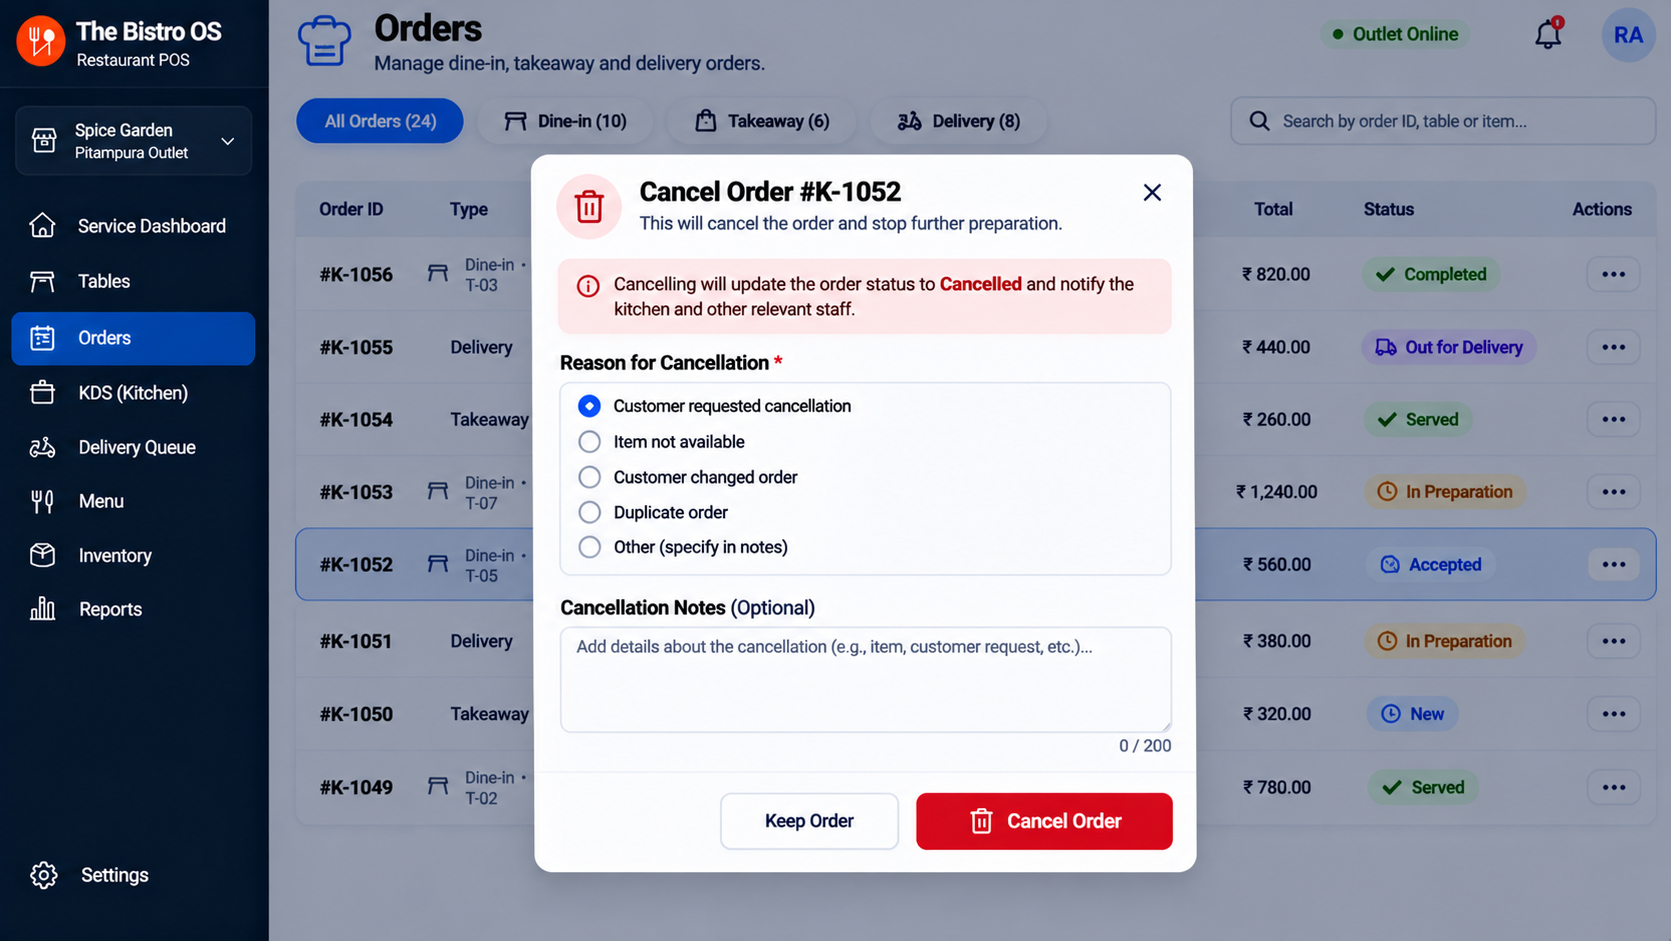 The Bistro OS
Restaurant POS
Spice Garden
Pitampura Outlet
Service Dashboard
Tables
Orders
KDS (Kitchen)
Delivery Queue
Menu
Inventory
Reports
Settings
Orders
Manage dine-in, takeaway and delivery orders.
Outlet Online
1
RA
All Orders (24)
Dine-in (10)
Takeaway (6)
Delivery (8)
Search by order ID, table or item...
Order ID Type Total Status Actions
#K-1056 Dine-in • T-03 ₹ 820.00 Completed
#K-1055 Delivery ₹ 440.00 Out for Delivery
#K-1054 Takeaway ₹ 260.00 Served
#K-1053 Dine-in • T-07 ₹ 1,240.00 In Preparation
#K-1052 Dine-in • T-05 ₹ 560.00 Accepted
#K-1051 Delivery ₹ 380.00 In Preparation
#K-1050 Takeaway ₹ 320.00 New
#K-1049 Dine-in • T-02 ₹ 780.00 Served
Cancel Order #K-1052
This will cancel the order and stop further preparation.
Cancelling will update the order status to Cancelled and notify the
kitchen and other relevant staff.
Reason for Cancellation *
Customer requested cancellation
Item not available
Customer changed order
Duplicate order
Other (specify in notes)
Cancellation Notes (Optional)
Add details about the cancellation (e.g., item, customer request, etc.)...
0 / 200
Keep Order
Cancel Order